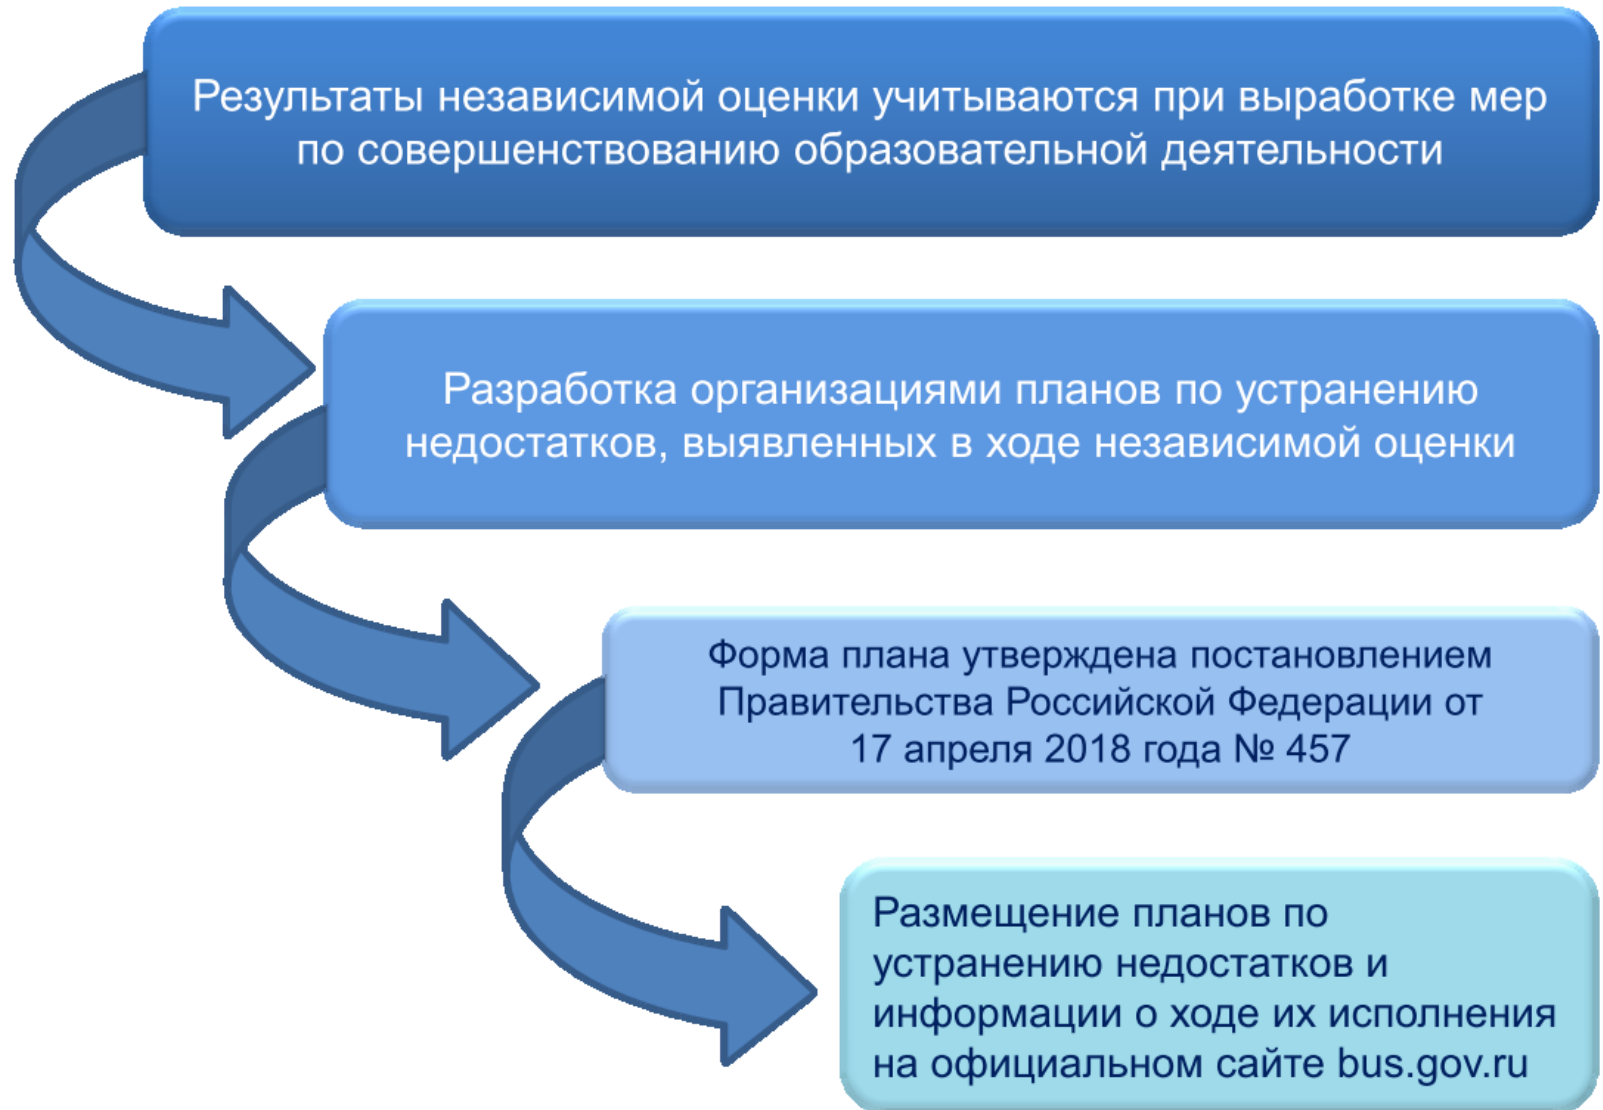 Результаты независимой оценки учитываются при выработке мер
по совершенствованию образовательной деятельности
Разработка организациями планов по устранению
недостатков, выявленных в ходе независимой оценки
Форма плана утверждена постановлением
Правительства Российской Федерации от
17 апреля 2018 года № 457
Размещение планов по
устранению недостатков и
информации о ходе их исполнения
на официальном сайте bus.gov.ru